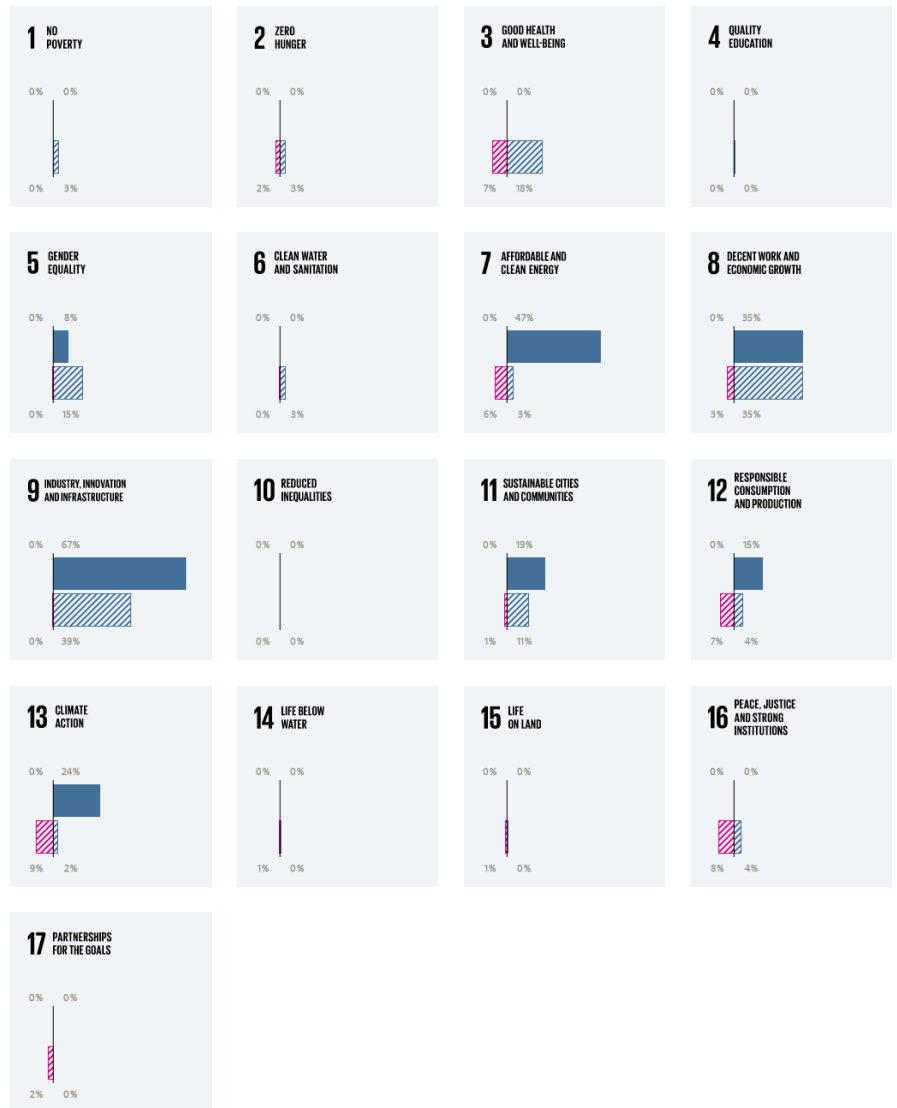 1 NO
POVERTY
0% 0%
0% 3%
2 ZERO
HUNGER
0% 0%
2% 3%
3 GOOD HEALTH
AND WELL-BEING
0% 0%
7% 18%
4 QUALITY
EDUCATION
0% 0%
0% 0%
5 GENDER
EQUALITY
0% 8%
0% 15%
6 CLEAN WATER
AND SANITATION
0% 0%
0% 3%
7 AFFORDABLE AND
CLEAN ENERGY
0% 47%
6% 3%
8 DECENT WORK AND
ECONOMIC GROWTH
0% 35%
3% 35%
9 INDUSTRY, INNOVATION
AND INFRASTRUCTURE
0% 67%
0% 39%
10 REDUCED
INEQUALITIES
0% 0%
0% 0%
11 SUSTAINABLE CITIES
AND COMMUNITIES
0% 19%
1% 11%
12 RESPONSIBLE
CONSUMPTION
AND PRODUCTION
0% 15%
7% 4%
13 CLIMATE
ACTION
0% 24%
9% 2%
14 LIFE BELOW
WATER
0% 0%
1% 0%
15 LIFE
ON LAND
0% 0%
1% 0%
16 PEACE, JUSTICE
AND STRONG
INSTITUTIONS
0% 0%
8% 4%
17 PARTNERSHIPS
FOR THE GOALS
0% 0%
2% 0%